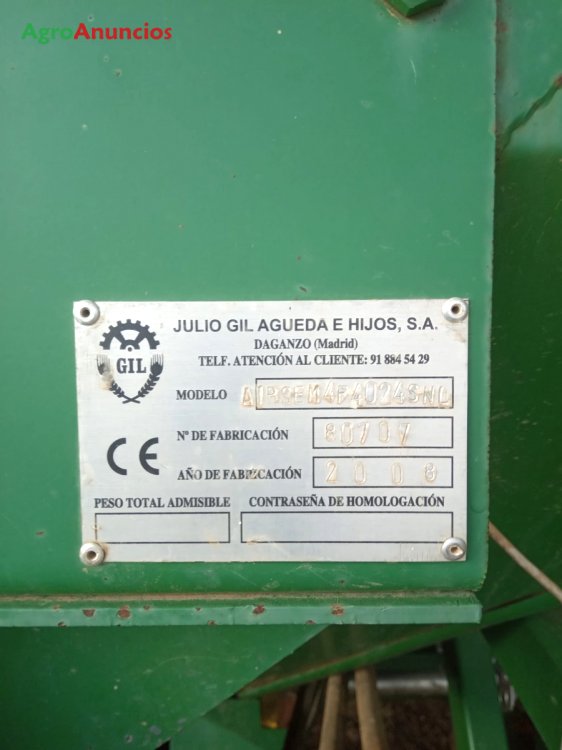 AgroAnuncios
JULIO GIL AGUEDA E HIJOS, S.A.
DAGANZO (Madrid)
TELF. ATENCIÓN AL CLIENTE: 91 884 54 29
GIL
MODELO
Nº DE FABRICACIÓN 80707
CE
AÑO DE FABRICACIÓN
PESO TOTAL ADMISIBLE CONTRASEÑA DE HOMOLOGACIÓN